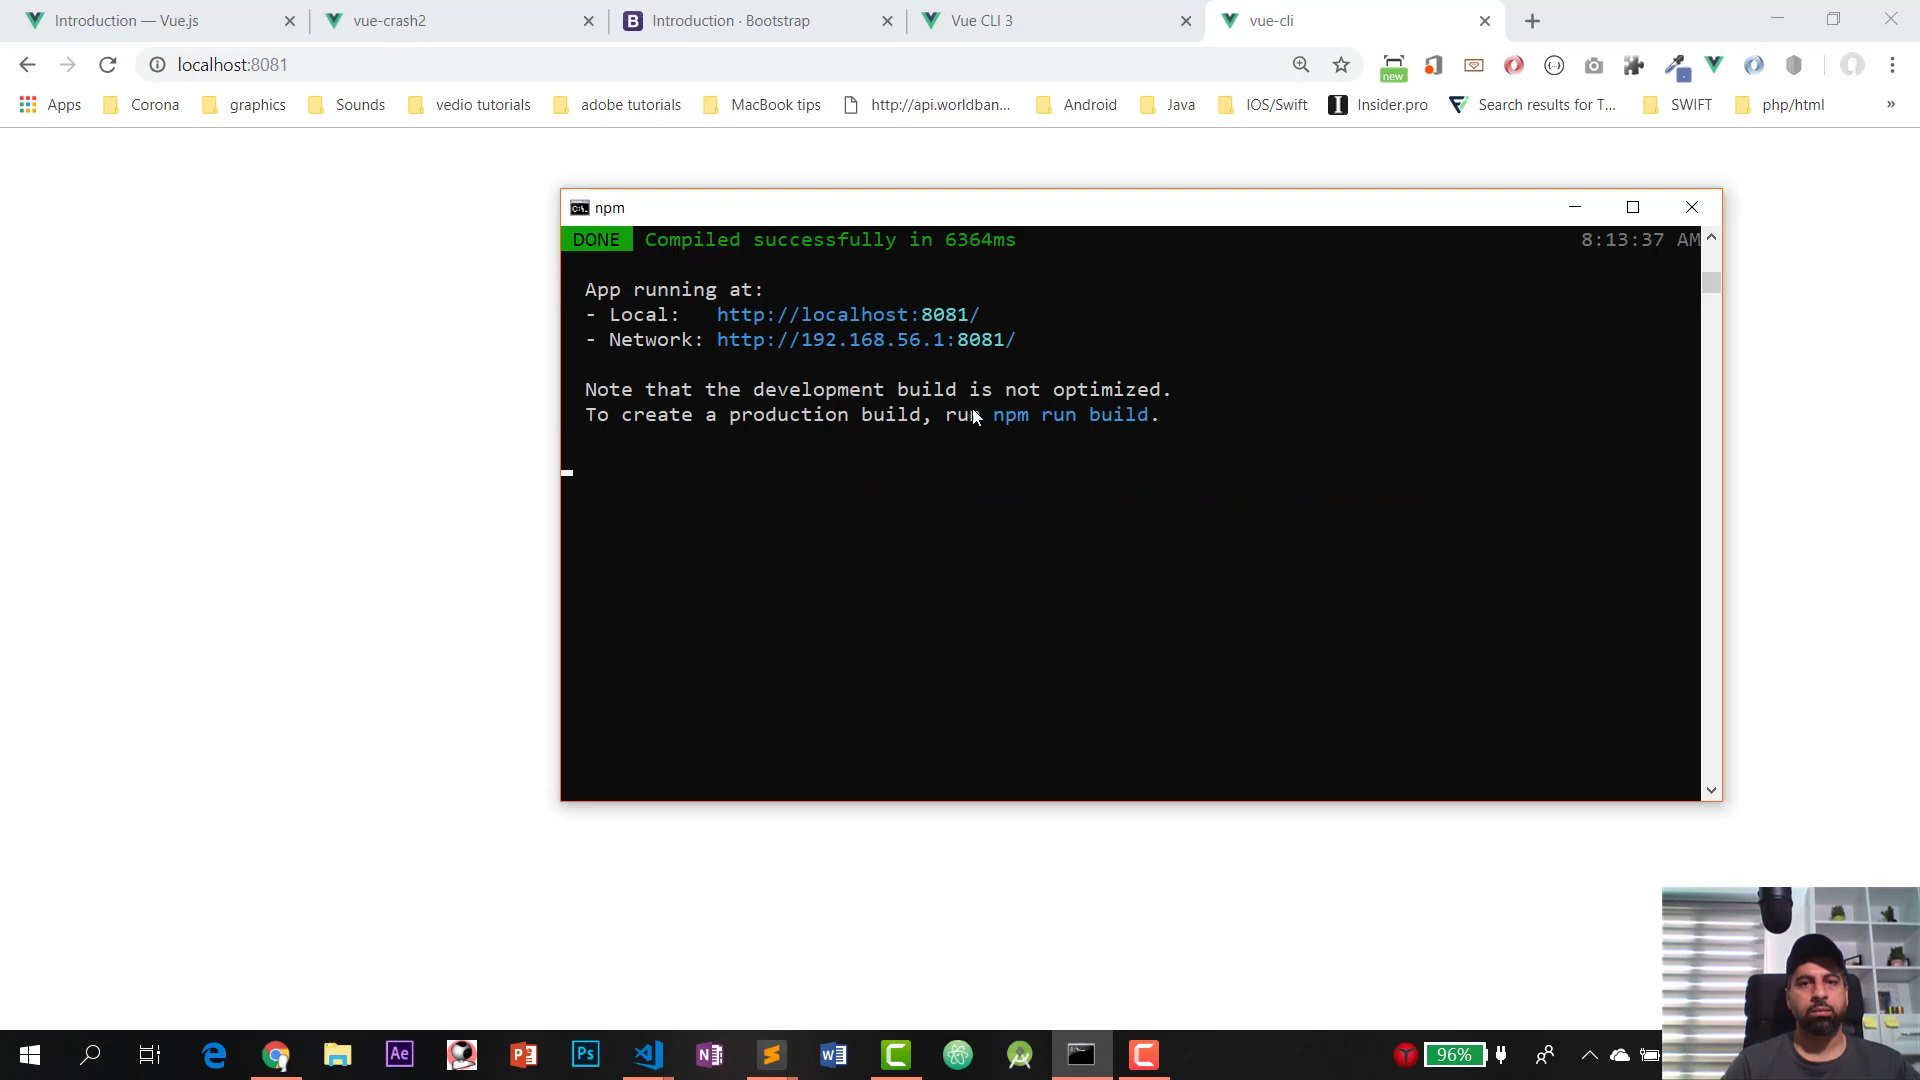 Introduction — Vue.js
vue-crash2
B Introduction · Bootstrap
Vue CLI 3
vue-cli
localhost:8081
new
Apps
Corona
graphics
Sounds
vedio tutorials
adobe tutorials
MacBook tips
http://api.worldban...
Android
Java
IOS/Swift
I Insider.pro
Search results for T...
SWIFT
php/html
»
C:\. npm
DONE Compiled successfully in 6364ms 8:13:37 AM
App running at:
- Local: http://localhost:8081/
- Network: http://192.168.56.1:8081/
Note that the development build is not optimized.
To create a production build, run npm run build.
Ae
Ps
96%